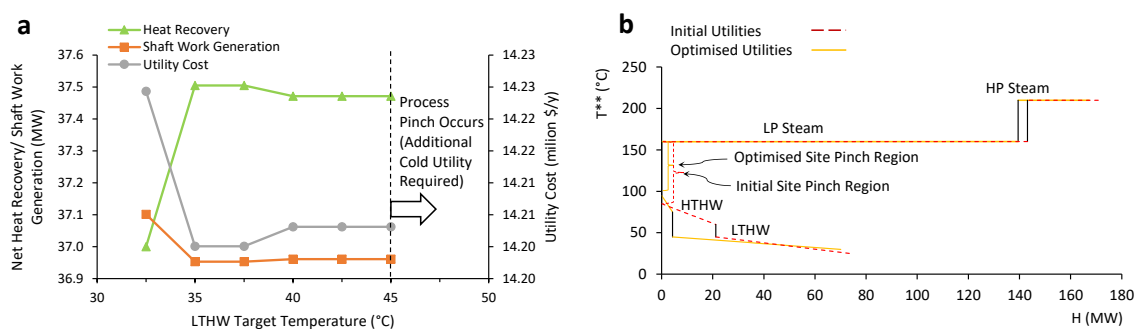 a
Heat Recovery
Shaft Work Generation
Utility Cost
37.6
37.5
37.4
37.3
37.2
37.1
37.0
36.9
Net Heat Recovery/ Shaft Work
Generation (MW)
14.23
14.23
14.22
14.22
14.21
14.21
14.20
14.20
Utility Cost (milion $/y)
Process
Pinch Occurs
(Additional
Cold Utility
Required)
30
35
40
45
50
LTHW Target Temperature (°C)
b
Initial Utilities
Optimised Utilities
250
200
150
100
50
0
T** (°C)
HP Steam
LP Steam
Optimised Site Pinch Region
Initial Site Pinch Region
HTHW
LTHW
0
20
40
60
80
100
120
140
160
180
H (MW)